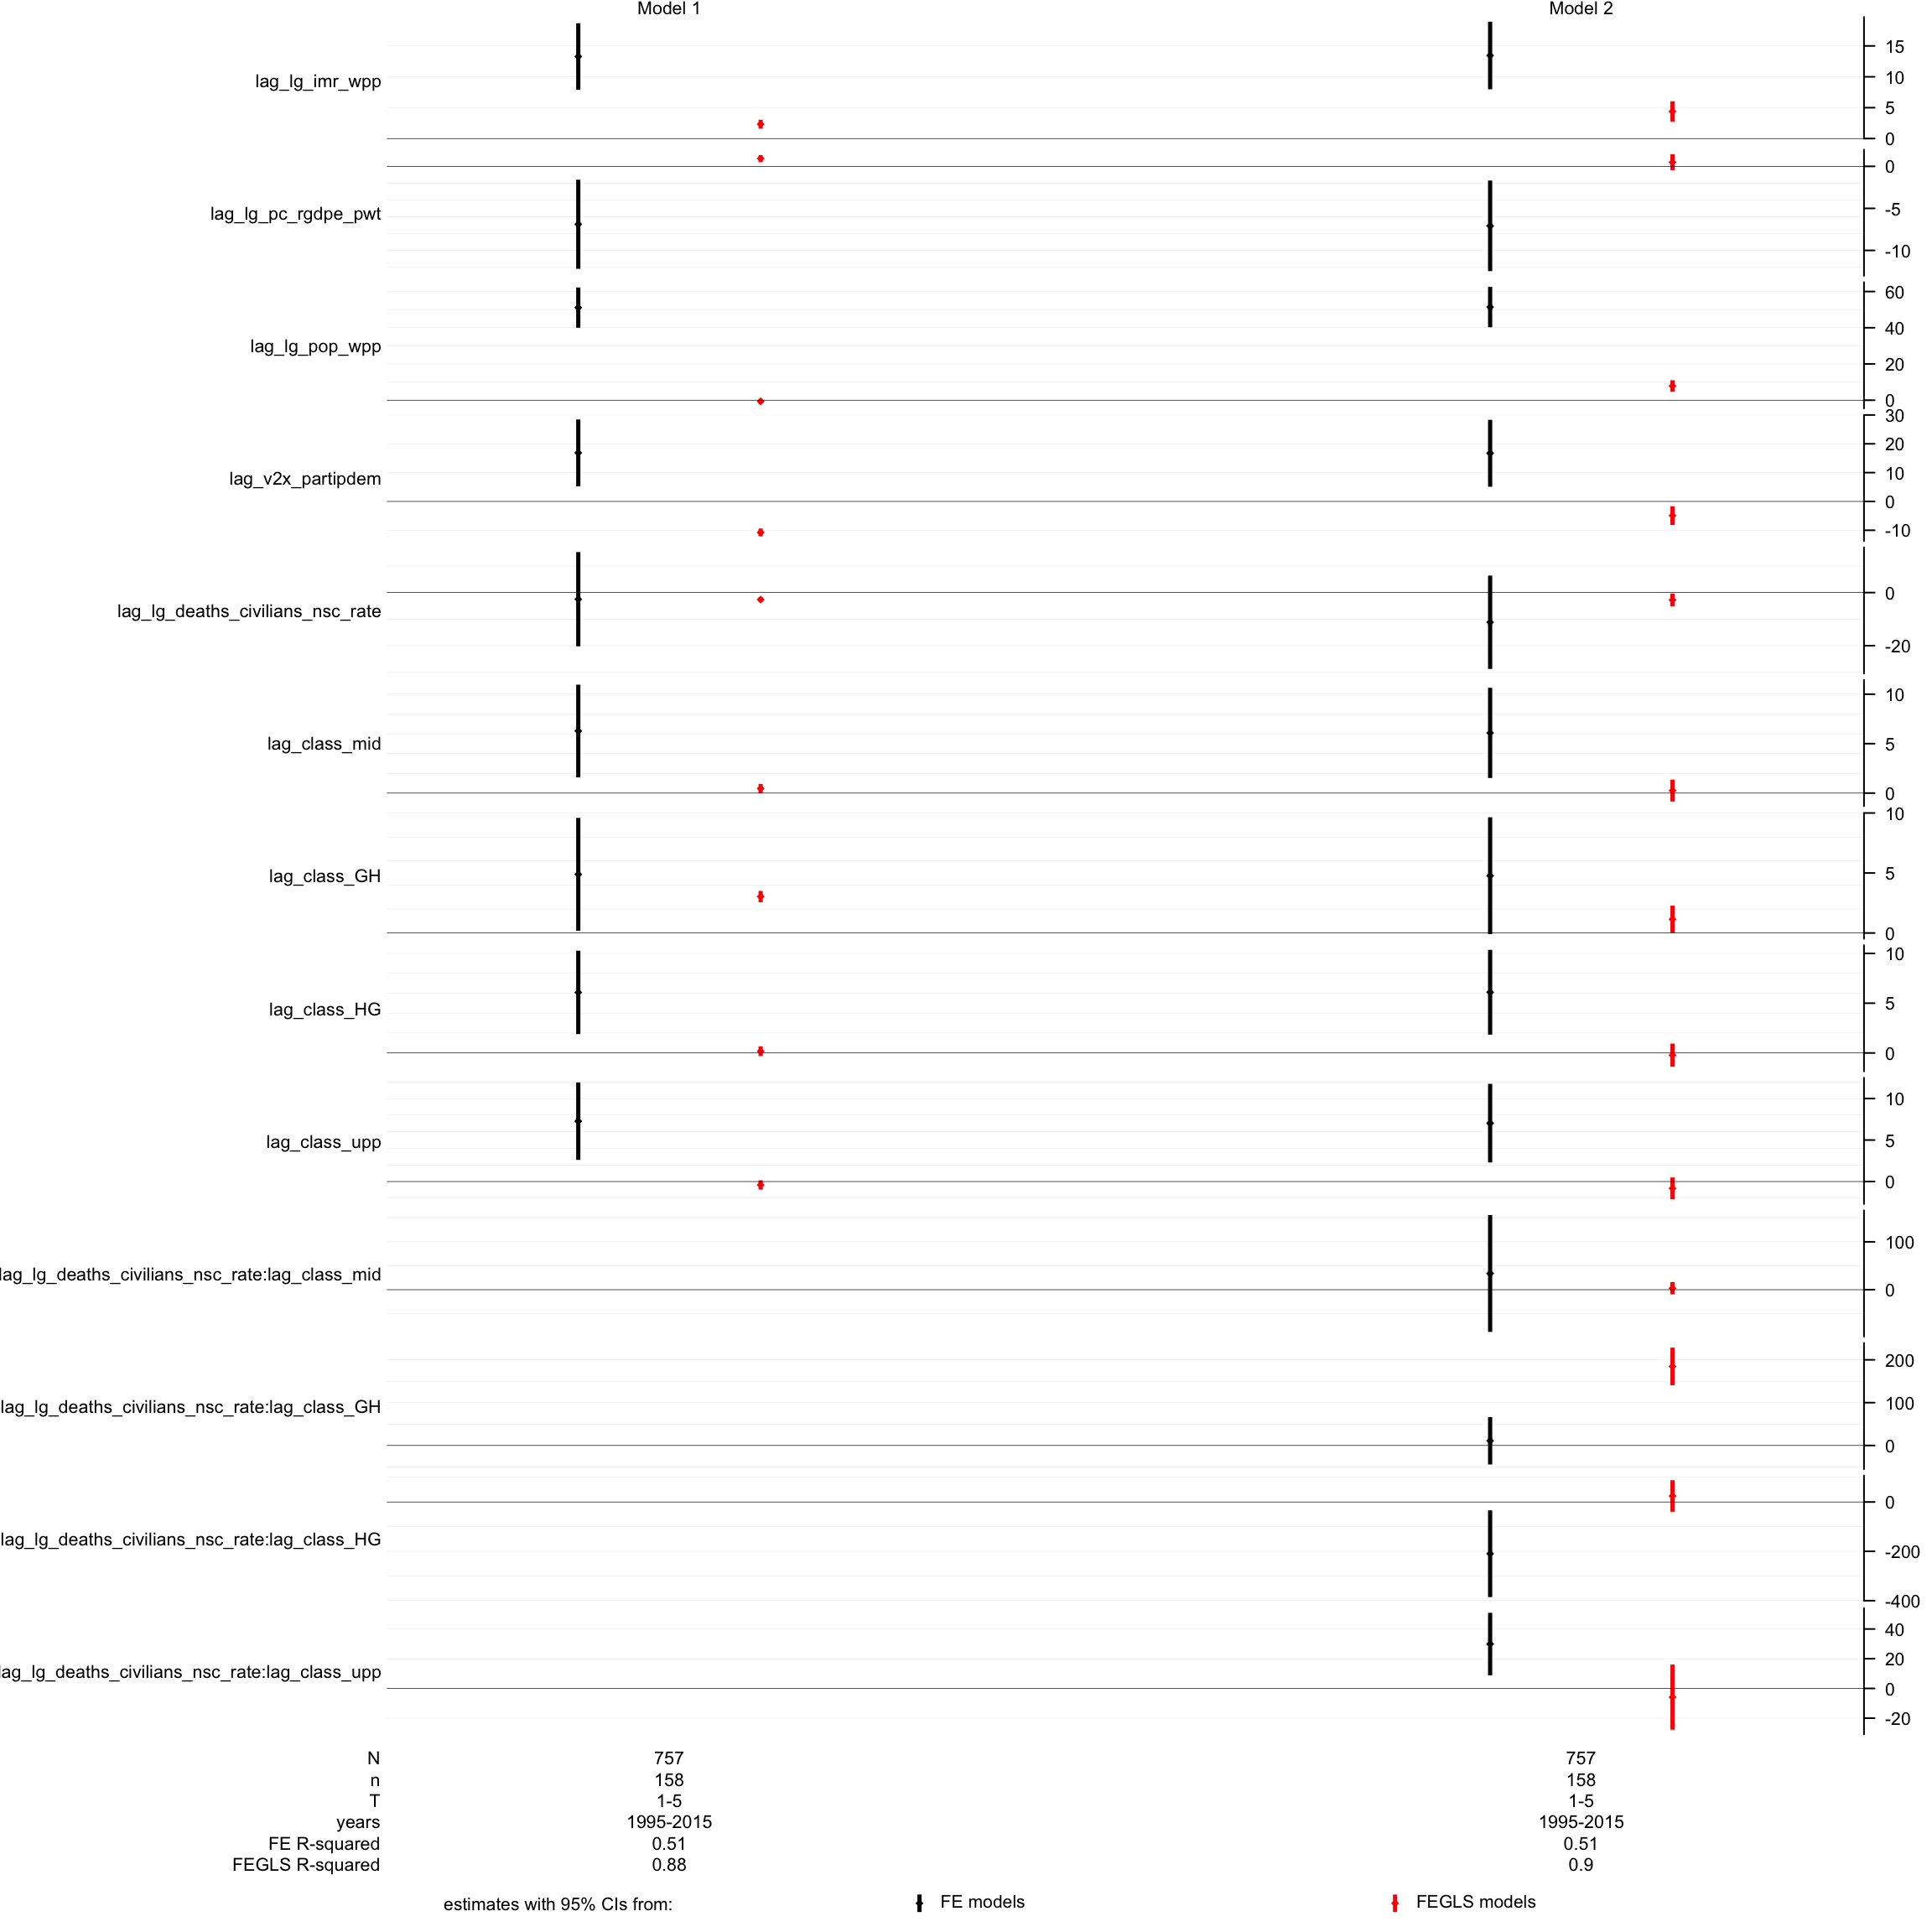 Model 1 Model 2
lag_lg_imr_wpp
15
10
5
0
lag_lg_pc_rgdpe_pwt
0
-5
-10
lag_lg_pop_wpp
60
40
20
0
lag_v2x_partipdem
30
20
10
0
-10
lag_lg_deaths_civilians_nsc_rate
0
-20
lag_class_mid
10
5
0
lag_class_GH
10
5
0
lag_class_HG
10
5
0
lag_class_upp
10
5
0
lag_lg_deaths_civilians_nsc_rate:lag_class_mid
100
0
lag_lg_deaths_civilians_nsc_rate:lag_class_GH
200
100
0
lag_lg_deaths_civilians_nsc_rate:lag_class_HG
0
-200
-400
lag_lg_deaths_civilians_nsc_rate:lag_class_upp
40
20
0
-20
N 757 757
n 158 158
T 1-5 1-5
years 1995-2015 1995-2015
FE R-squared 0.51 0.51
FEGLS R-squared 0.88 0.9
estimates with 95% CIs from: FE models FEGLS models